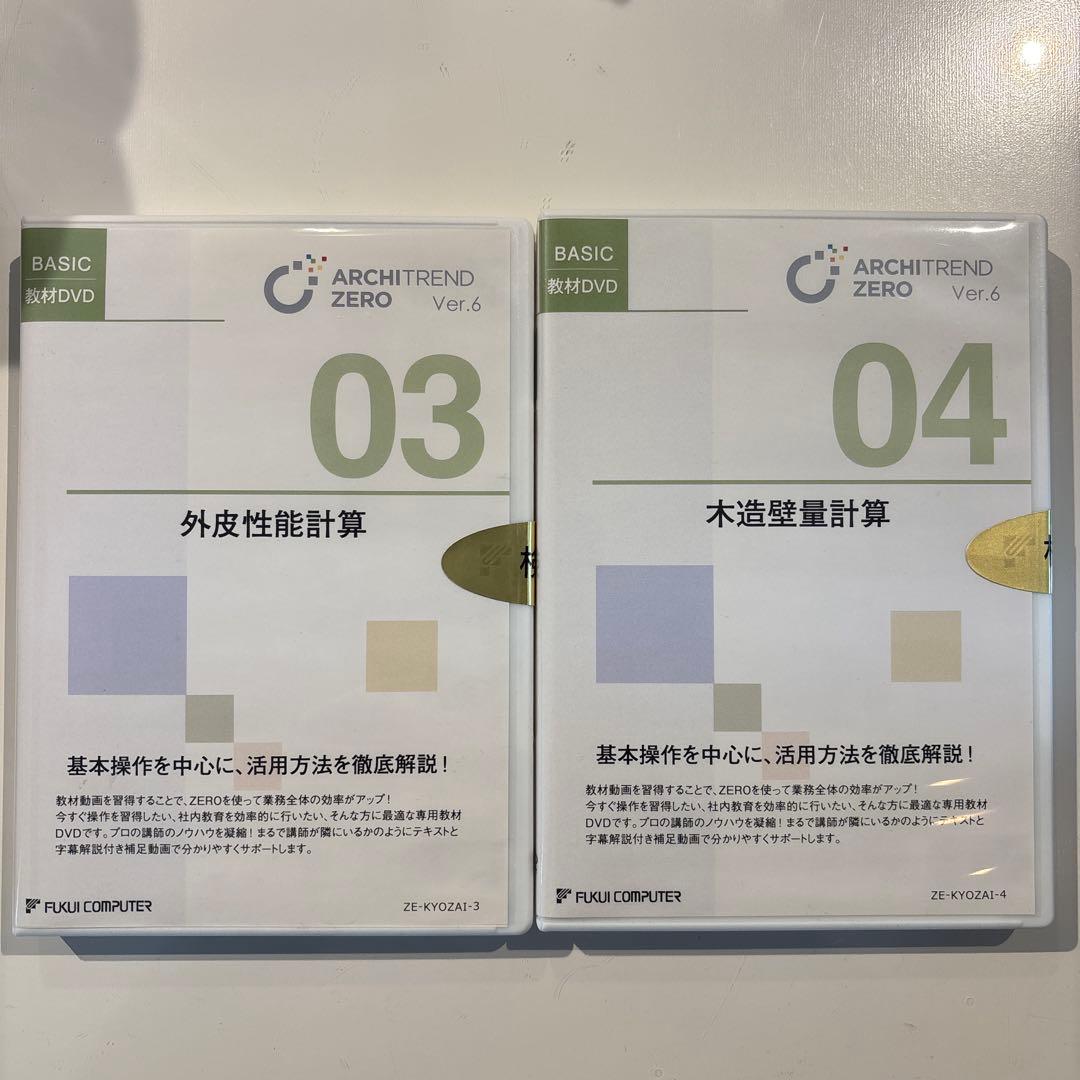 BASIC
教材DVD
ARCHITREND
ZERO Ver.6
03
外皮性能計算
基本操作を中心に、活用方法を徹底解説!
教材動画を習得することで、ZEROを使って業務全体の効率がアップ!
今すぐ操作を習得したい、社内教育を効率的に行いたい、そんな方に最適な専用教材
DVDです。プロの講師のノウハウを凝縮!まるで講師が隣にいるかのようにテキストと
字幕解説付き補足動画で分かりやすくサポートします。
FUKUI COMPUTER
ZE-KYOZAI-3
BASIC
教材DVD
ARCHITREND
ZERO Ver.6
04
木造壁量計算
基本操作を中心に、活用方法を徹底解説!
教材動画を習得することで、ZEROを使って業務全体の効率がアップ!
今すぐ操作を習得したい、社内教育を効率的に行いたい、そんな方に最適な専用教材
DVDです。プロの講師のノウハウを凝縮!まるで講師が隣にいるかのようにテキストと
字幕解説付き補足動画で分かりやすくサポートします。
FUKUI COMPUTER
ZE-KYOZAI-4